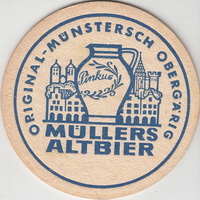 ORIGINAL-MÜNSTERSCH OBERGÄRIG
Pinkus
MÜLLERS
ALTBIER